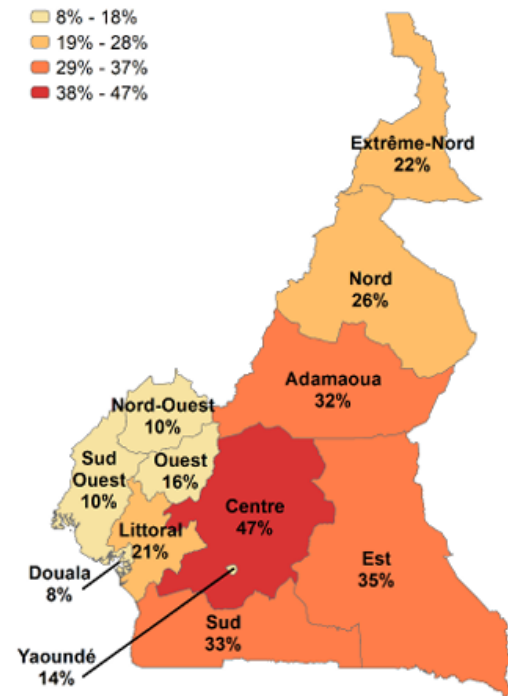 8% - 18%
19% - 28%
29% - 37%
38% - 47%
Extrême-Nord
22%
Nord
26%
Adamaoua
32%
Nord-Ouest
10%
Ouest
16%
Sud
Ouest
10%
Centre
47%
Littoral
21%
Douala
8%
Est
35%
Sud
33%
Yaoundé
14%